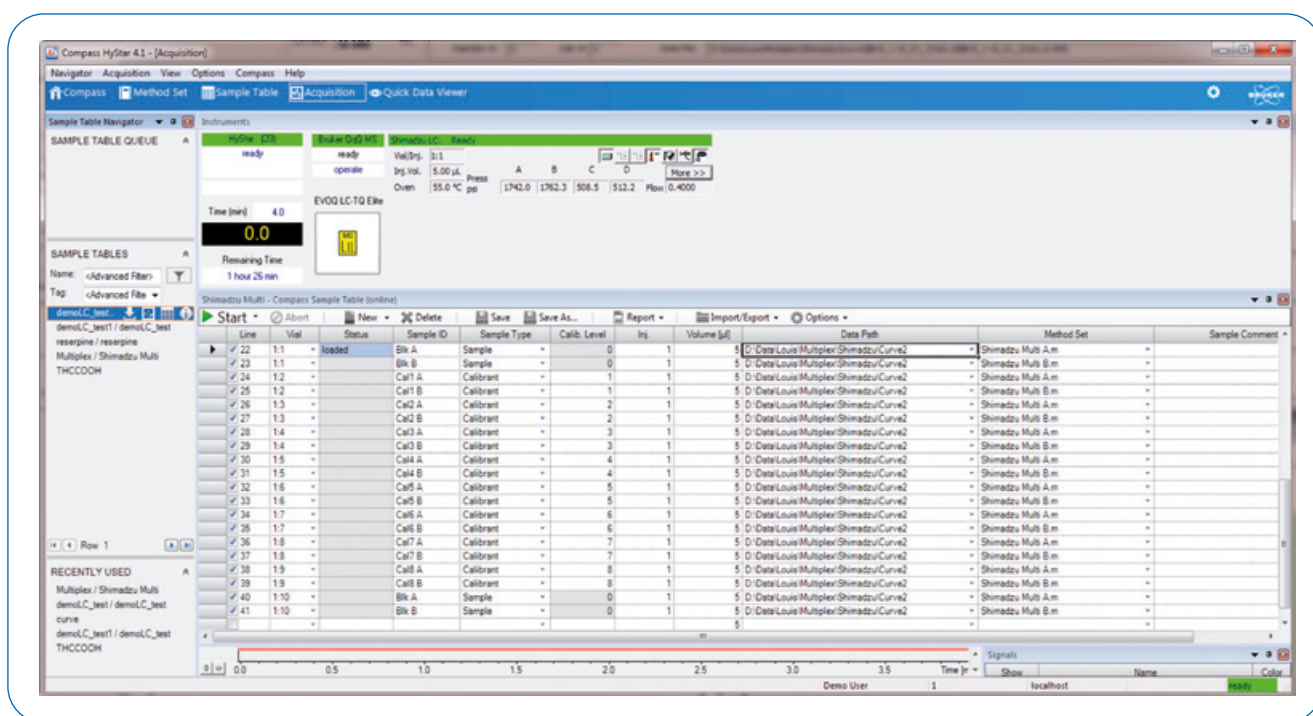 Compass HyStar 4.1 - [Acquisition]
Navigator Acquisition View Options Compass Help
Compass Method Set Sample Table Acquisition Quick Data Viewer
BRUKER
Sample Table Navigator
SAMPLE TABLE QUEUE
SAMPLE TABLES
Name: <Advanced Filter>
Tag: <Advanced Filte
demoLC_test...
demoLC_test1 / demoLC_test
reserpine / reserpine
Multiplex / Shimadzu Multi
THCCOOH
Row 1
RECENTLY USED
Multiplex / Shimadzu Multi
demoLC_test / demoLC_test
curve
demoLC_test1 / demoLC_test
THCCOOH
Instruments
HyStar (20)
ready
Time (min) 4.0
0.0
Remaining Time
1 hour 26 min
Bruker QqQ MS
ready
operate
EVOQ LC-TQ Elite
MS
Shimadzu LC: Ready
Vial/Inj. 1:1
Inj.Vol. 5.00 µL
Oven 55.0 °C
Press psi
A B C D
1742.0 1762.3 508.5 512.2 Flow 0.4000
More >>
Shimadzu Multi - Compass Sample Table (online)
Start Abort New Delete Save Save As... Report Import/Export Options
Line Vial Status Sample ID Sample Type Calib. Level Inj. Volume [µl] Data Path Method Set Sample Comment
22 1:1 loaded Blk A Sample 0 1 5 D:\Data\Louis\Multiplex\Shimadzu\Curve2 Shimadzu Multi A.m
23 1:1 Blk B Sample 0 1 5 D:\Data\Louis\Multiplex\Shimadzu\Curve2 Shimadzu Multi B.m
24 1:2 Cal1 A Calibrant 1 1 5 D:\Data\Louis\Multiplex\Shimadzu\Curve2 Shimadzu Multi A.m
25 1:2 Cal1 B Calibrant 1 1 5 D:\Data\Louis\Multiplex\Shimadzu\Curve2 Shimadzu Multi B.m
26 1:3 Cal2 A Calibrant 2 1 5 D:\Data\Louis\Multiplex\Shimadzu\Curve2 Shimadzu Multi A.m
27 1:3 Cal2 B Calibrant 2 1 5 D:\Data\Louis\Multiplex\Shimadzu\Curve2 Shimadzu Multi B.m
28 1:4 Cal3 A Calibrant 3 1 5 D:\Data\Louis\Multiplex\Shimadzu\Curve2 Shimadzu Multi A.m
29 1:4 Cal3 B Calibrant 3 1 5 D:\Data\Louis\Multiplex\Shimadzu\Curve2 Shimadzu Multi B.m
30 1:5 Cal4 A Calibrant 4 1 5 D:\Data\Louis\Multiplex\Shimadzu\Curve2 Shimadzu Multi A.m
31 1:5 Cal4 B Calibrant 4 1 5 D:\Data\Louis\Multiplex\Shimadzu\Curve2 Shimadzu Multi B.m
32 1:6 Cal5 A Calibrant 5 1 5 D:\Data\Louis\Multiplex\Shimadzu\Curve2 Shimadzu Multi A.m
33 1:6 Cal5 B Calibrant 5 1 5 D:\Data\Louis\Multiplex\Shimadzu\Curve2 Shimadzu Multi B.m
34 1:7 Cal6 A Calibrant 6 1 5 D:\Data\Louis\Multiplex\Shimadzu\Curve2 Shimadzu Multi A.m
35 1:7 Cal6 B Calibrant 6 1 5 D:\Data\Louis\Multiplex\Shimadzu\Curve2 Shimadzu Multi B.m
36 1:8 Cal7 A Calibrant 7 1 5 D:\Data\Louis\Multiplex\Shimadzu\Curve2 Shimadzu Multi A.m
37 1:8 Cal7 B Calibrant 7 1 5 D:\Data\Louis\Multiplex\Shimadzu\Curve2 Shimadzu Multi B.m
38 1:9 Cal8 A Calibrant 8 1 5 D:\Data\Louis\Multiplex\Shimadzu\Curve2 Shimadzu Multi A.m
39 1:9 Cal8 B Calibrant 8 1 5 D:\Data\Louis\Multiplex\Shimadzu\Curve2 Shimadzu Multi B.m
40 1:10 Blk A Sample 0 1 5 D:\Data\Louis\Multiplex\Shimadzu\Curve2 Shimadzu Multi A.m
41 1:10 Blk B Sample 0 1 5 D:\Data\Louis\Multiplex\Shimadzu\Curve2 Shimadzu Multi B.m
5
0.0 0.5 1.0 1.5 2.0 2.5 3.0 3.5 Time [m
Signals
Show Name Color
Demo User 1 localhost ready